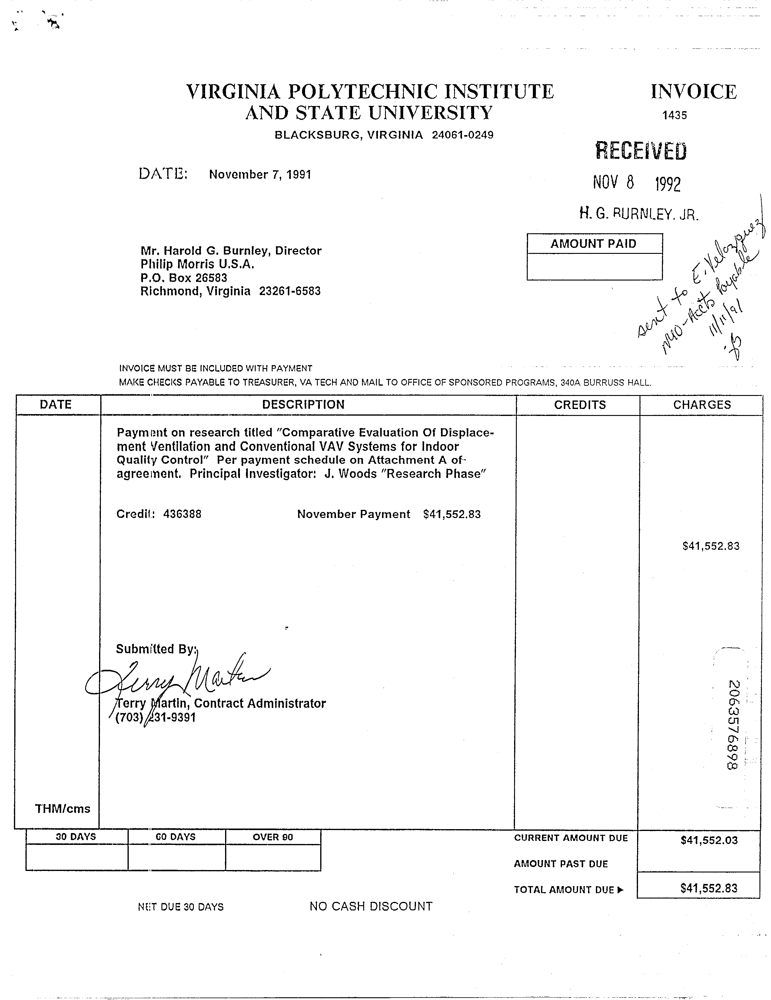 VIRGINIA POLYTECHNIC INSTITUTE
AND STATE UNIVERSITY
BLACKSBURG, VIRGINIA 24061-0249
INVOICE
1435
RECEIVED
NOV 8 1992
H. G. BURNLEY, JR.
DATE: November 7, 1991
AMOUNT PAID
Mr. Harold G. Burnley, Director
Philip Morris U.S.A.
P.O. Box 26583
Richmond, Virginia 23261-6583
sent to E. Velazquez
NYO-Accts Payable
11/11/91
INVOICE MUST BE INCLUDED WITH PAYMENT
MAKE CHECKS PAYABLE TO TREASURER, VA TECH AND MAIL TO OFFICE OF SPONSORED PROGRAMS, 340A BURRUSS HALL.
DATE DESCRIPTION CREDITS CHARGES
Payment on research titled "Comparative Evaluation Of Displace-
ment Ventilation and Conventional VAV Systems for Indoor
Quality Control" Per payment schedule on Attachment A of-
agreement. Principal Investigator: J. Woods "Research Phase"
Credit: 436388 November Payment $41,552.83
$41,552.83
Submitted By:
Terry Martin
Terry Martin, Contract Administrator
(703) 231-9391
2063576898
THM/cms
30 DAYS 60 DAYS OVER 90
CURRENT AMOUNT DUE $41,552.03
AMOUNT PAST DUE
TOTAL AMOUNT DUE ▶ $41,552.83
NET DUE 30 DAYS NO CASH DISCOUNT